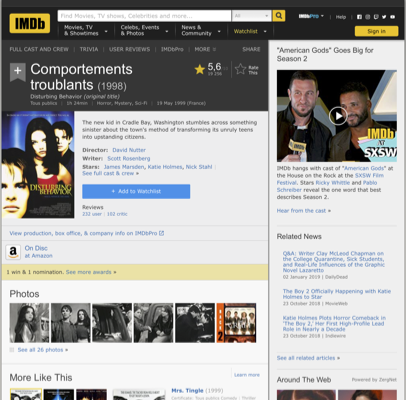 IMDb
Find Movies, TV shows, Celebrities and more...
All
IMDbPro
Help
Movies, TV
& Showtimes
Celebs, Events
& Photos
News &
Community
Watchlist
Sign in
FULL CAST AND CREW | TRIVIA | USER REVIEWS | IMDbPro | MORE
SHARE
Comportements
troublants (1998)
5,6
Rate
This
Disturbing Behavior (original title)
Tous publics | 1h 24min | Horror, Mystery, Sci-Fi | 19 May 1999 (France)
The new kid in Cradle Bay, Washington stumbles across something
sinister about the town's method of transforming its unruly teens
into upstanding citizens.
Director: David Nutter
Writer: Scott Rosenberg
Stars: James Marsden, Katie Holmes, Nick Stahl |
See full cast & crew »
+ Add to Watchlist
Reviews
232 user | 102 critic
DISTURBING
BEHAVIOR
View production, box office, & company info on IMDbPro
a
On Disc
at Amazon
1 win & 1 nomination. See more awards »
Photos
See all 26 photos »
More Like This
Learn more
Mrs. Tingle (1999)
"American Gods" Goes Big for
Season 2
IMDb
at
SXSW
IMDb hangs with cast of "American Gods" at
the House on the Rock at the SXSW Film
Festival. Stars Ricky Whittle and Pablo
Schreiber reveal the one word that best
describes Season 2.
Hear from the cast »
Related News
Q&A: Writer Clay McLeod Chapman on
the College Quarantine, Sick Students,
and Real-Life Influences of the Graphic
Novel Lazaretto
02 January 2019 | DailyDead
The Boy 2 Officially Happening with Katie
Holmes to Star
23 October 2018 | MovieWeb
Katie Holmes Plots Horror Comeback in
'The Boy 2,' Her First High-Profile Lead
Role in Nearly a Decade
23 October 2018 | Indiewire
See all related articles »
Around The Web | Powered by ZergNet